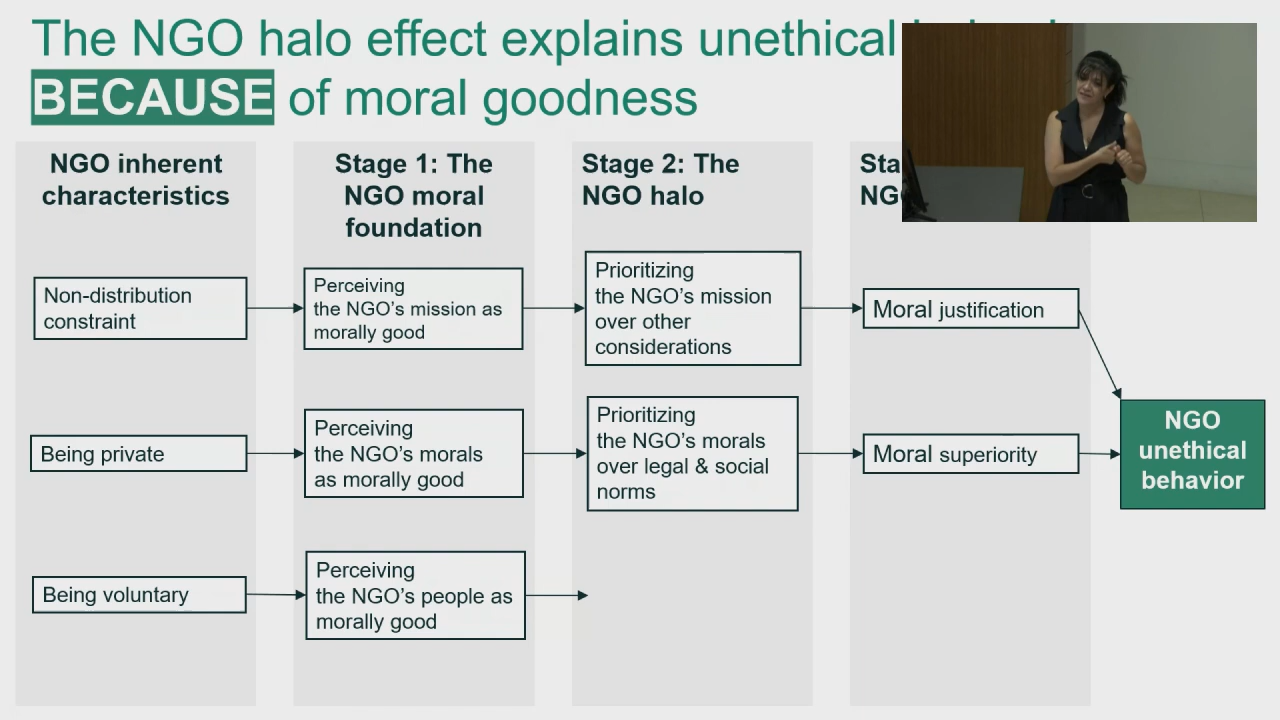 The NGO halo effect explains unethical
BECAUSE of moral goodness
NGO inherent
characteristics
Stage 1: The
NGO moral
foundation
Stage 2: The
NGO halo
Non-distribution
constraint
Perceiving
the NGO's mission as
morally good
Prioritizing
the NGO's mission
over other
considerations
Moral justification
Being private
Perceiving
the NGO's morals
as morally good
Prioritizing
the NGO's morals
over legal & social
norms
Moral superiority
NGO
unethical
behavior
Being voluntary
Perceiving
the NGO's people as
morally good